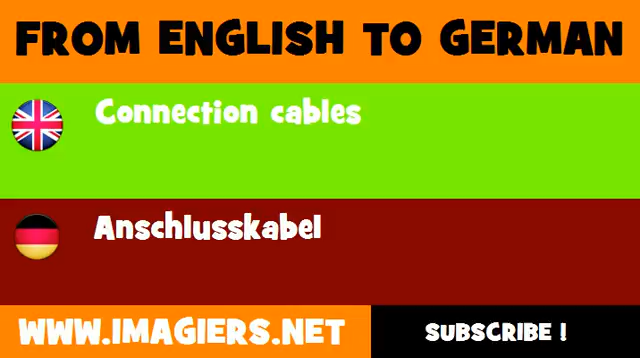 FROM ENGLISH TO GERMAN
Connection cables
Anschlusskabel
WWW.IMAGIERS.NET
SUBSCRIBE !